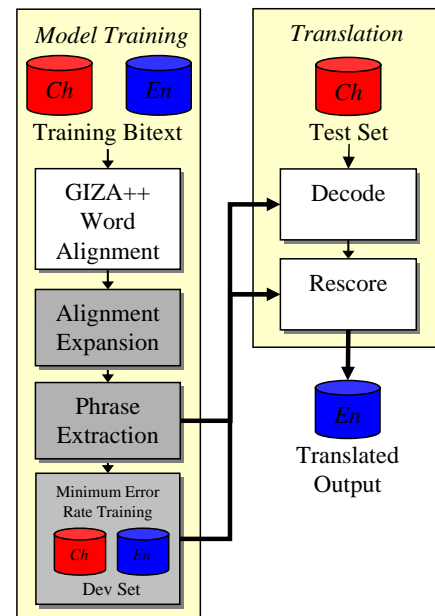 Model Training
Ch
En
Training Bitext
GIZA++
Word
Alignment
Alignment
Expansion
Phrase
Extraction
Minimum Error
Rate Training
Ch
En
Dev Set
Translation
Ch
Test Set
Decode
Rescore
En
Translated
Output